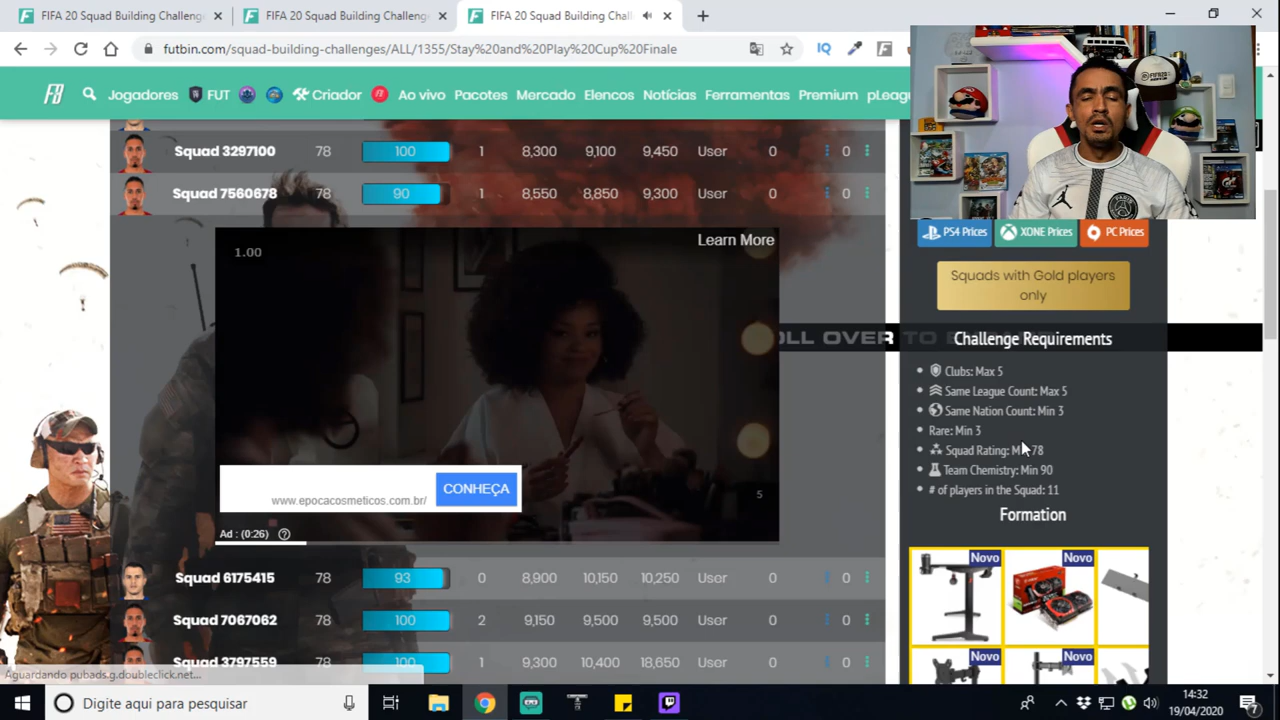 FIFA 20 Squad Building Challeng
FIFA 20 Squad Building Challeng
FIFA 20 Squad Building Chall
futbin.com/squad-building-challenges/
1355/Stay%20and%20Play%20Cup%20Finale
Jogadores
FUT
Criador
Ao vivo
Pacotes
Mercado
Elencos
Notícias
Ferramentas
Premium
pLeagu
Squad 3297100 78 100 1 8,300 9,100 9,450 User 0 0
Squad 7560678 78 90 1 8,550 8,850 9,300 User 0 0
1.00
Learn More
www.epocacosmeticos.com.br/
CONHEÇA
5
Ad : (0:26)
Squad 6175415 78 93 0 8,900 10,150 10,250 User 0 0
Squad 7067062 78 100 2 9,150 9,500 9,500 User 0 0
Squad 3797559 78 100 1 9,300 10,400 18,650 User 0 0
PS4 Prices
XONE Prices
PC Prices
Squads with Gold players
only
Challenge Requirements
Clubs: Max 5
Same League Count: Max 5
Same Nation Count: Min 3
Rare: Min 3
Squad Rating: M 78
Team Chemistry: Min 90
# of players in the Squad: 11
Formation
Novo
Novo
Novo
Novo
Aguardando pubads.g.doubleclick.net...
Digite aqui para pesquisar
14:32
19/04/2020
7